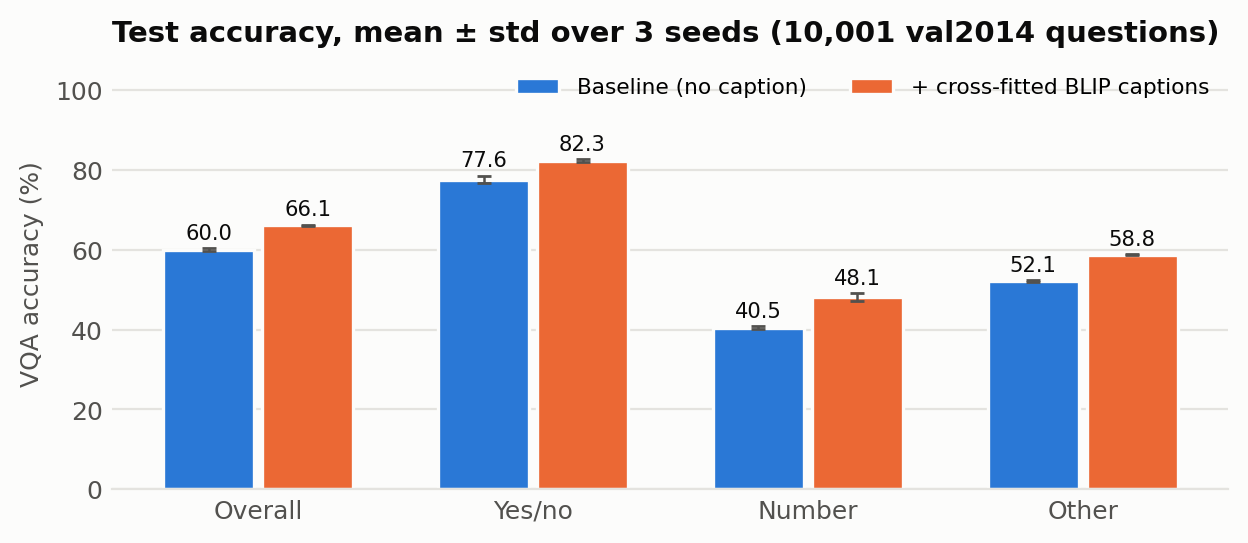 Test accuracy, mean ± std over 3 seeds (10,001 val2014 questions)
Baseline (no caption) + cross-fitted BLIP captions
VQA accuracy (%)
100
80
60
40
20
0
60.0 66.1 77.6 82.3 40.5 48.1 52.1 58.8
Overall Yes/no Number Other